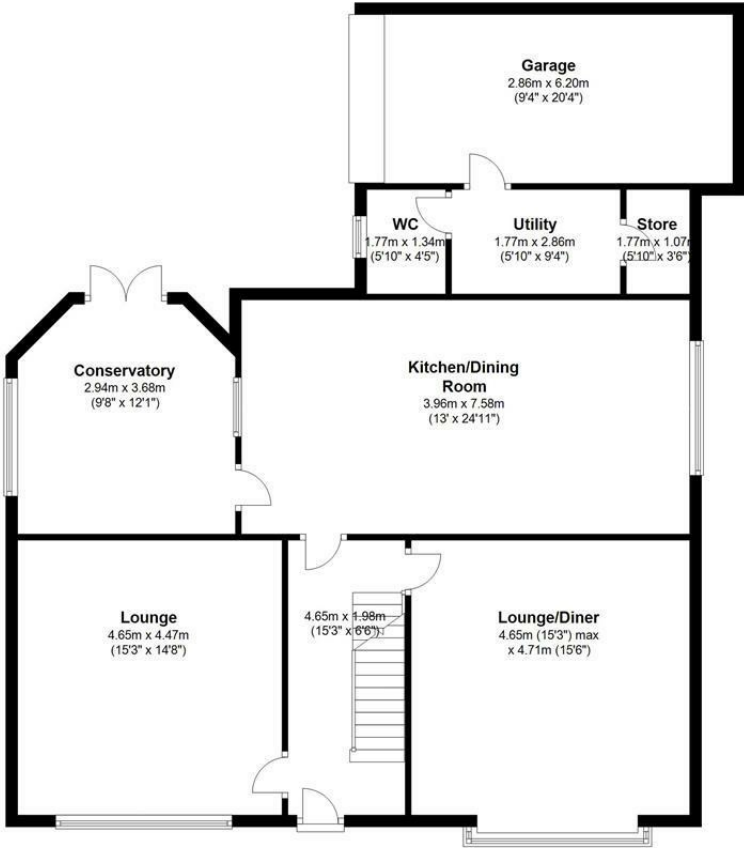 Garage
2.86m x 6.20m
(9'4" x 20'4")
WC
1.77m x 1.34m
(5'10" x 4'5")
Utility
1.77m x 2.86m
(5'10" x 9'4")
Store
1.77m x 1.07m
(5'10" x 3'6")
Conservatory
2.94m x 3.68m
(9'8" x 12'1")
Kitchen/Dining
Room
3.96m x 7.58m
(13' x 24'11")
Lounge
4.65m x 4.47m
(15'3" x 14'8")
4.65m x 1.98m
(15'3" x 6'6")
Lounge/Diner
4.65m (15'3") max
x 4.71m (15'6")